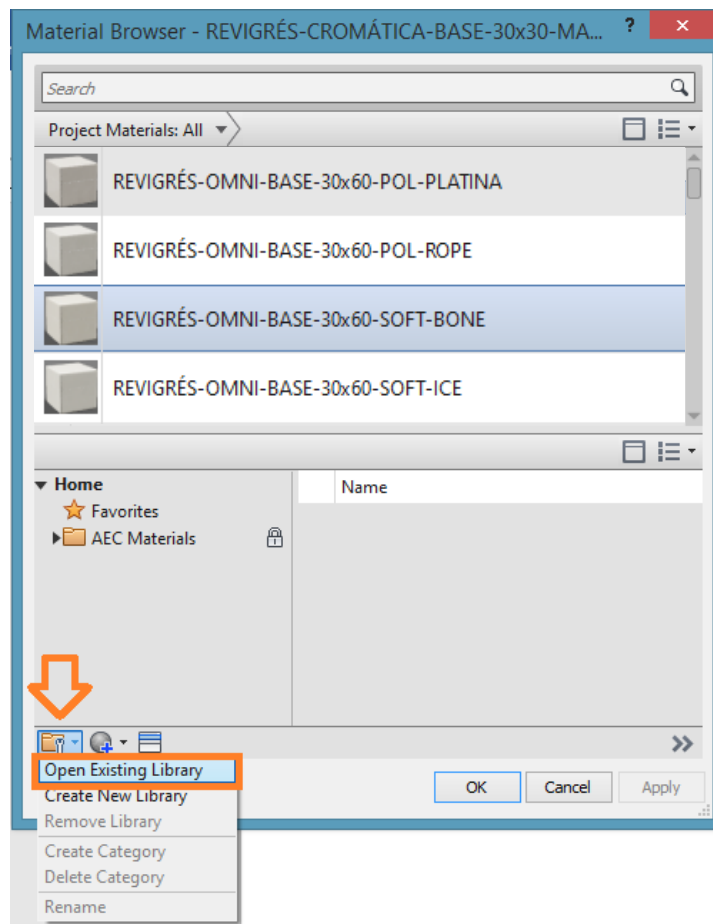 Material Browser - REVIGRÉS-CROMÁTICA-BASE-30x30-MA... ? ×
Search
Project Materials: All
REVIGRÉS-OMNI-BASE-30x60-POL-PLATINA
REVIGRÉS-OMNI-BASE-30x60-POL-ROPE
REVIGRÉS-OMNI-BASE-30x60-SOFT-BONE
REVIGRÉS-OMNI-BASE-30x60-SOFT-ICE
Home
Name
Favorites
AEC Materials
Open Existing Library
Create New Library
Remove Library
Create Category
Delete Category
Rename
OK Cancel Apply